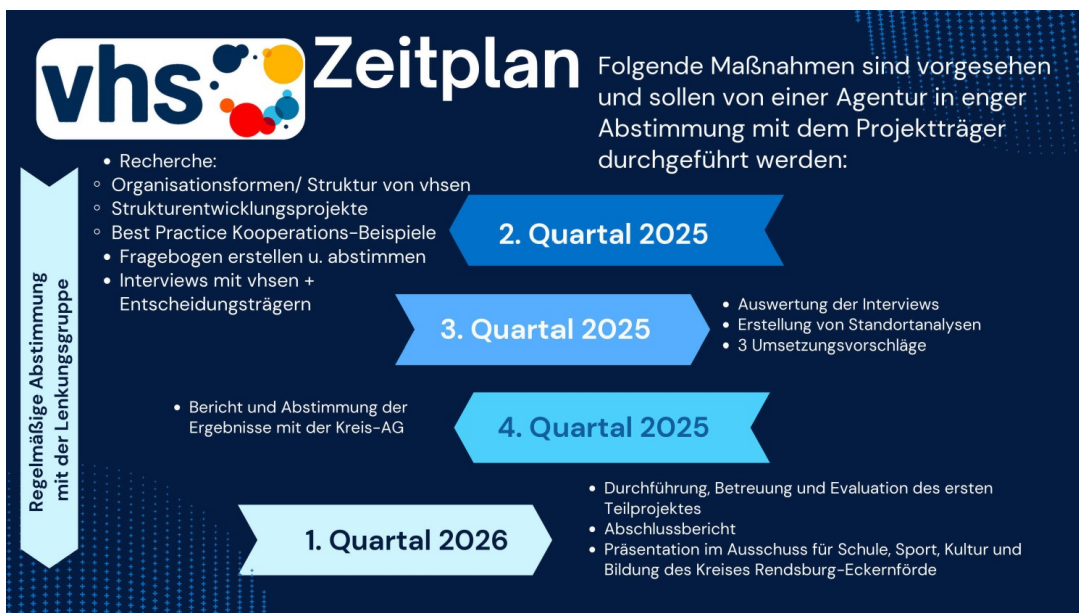 vhs
Zeitplan
Folgende Maßnahmen sind vorgesehen
und sollen von einer Agentur in enger
Abstimmung mit dem Projektträger
durchgeführt werden:
Regelmäßige Abstimmung
mit der Lenkungsgruppe
• Recherche:
◦ Organisationsformen/ Struktur von vhsen
◦ Strukturentwicklungsprojekte
◦ Best Practice Kooperations-Beispiele
• Fragebogen erstellen u. abstimmen
• Interviews mit vhsen +
Entscheidungsträgern
2. Quartal 2025
3. Quartal 2025
• Auswertung der Interviews
• Erstellung von Standortanalysen
• 3 Umsetzungsvorschläge
• Bericht und Abstimmung der
Ergebnisse mit der Kreis-AG
4. Quartal 2025
1. Quartal 2026
• Durchführung, Betreuung und Evaluation des ersten
Teilprojektes
• Abschlussbericht
• Präsentation im Ausschuss für Schule, Sport, Kultur und
Bildung des Kreises Rendsburg-Eckernförde